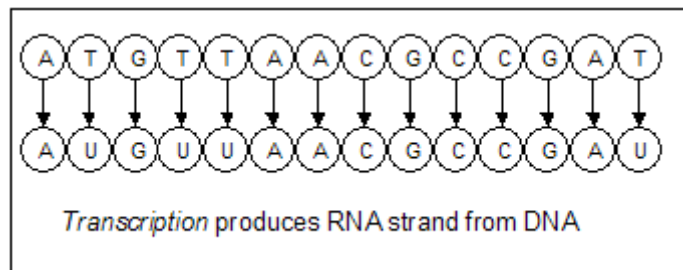 A T G T T A A C G C C G A T
A U G U U A A C G C C G A U
Transcription produces RNA strand from DNA